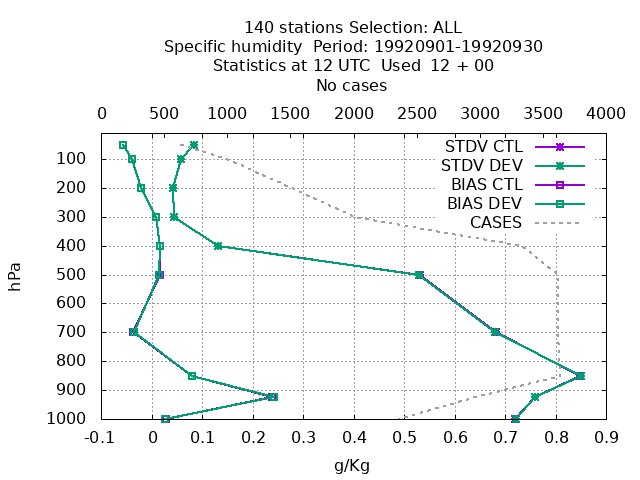 140 stations Selection: ALL
Specific humidity  Period: 19920901-19920930
Statistics at 12 UTC  Used  12 + 00
No cases
0 500 1000 1500 2000 2500 3000 3500 4000
STDV CTL
STDV DEV
BIAS CTL
BIAS DEV
CASES
hPa
100
200
300
400
500
600
700
800
900
1000
-0.1 0 0.1 0.2 0.3 0.4 0.5 0.6 0.7 0.8 0.9
g/Kg